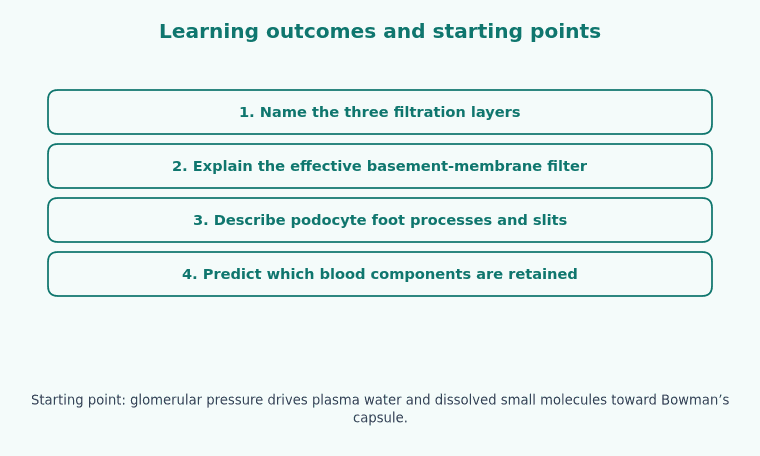 Learning outcomes and starting points
1. Name the three filtration layers
2. Explain the effective basement-membrane filter
3. Describe podocyte foot processes and slits
4. Predict which blood components are retained
Starting point: glomerular pressure drives plasma water and dissolved small molecules toward Bowman’s
capsule.